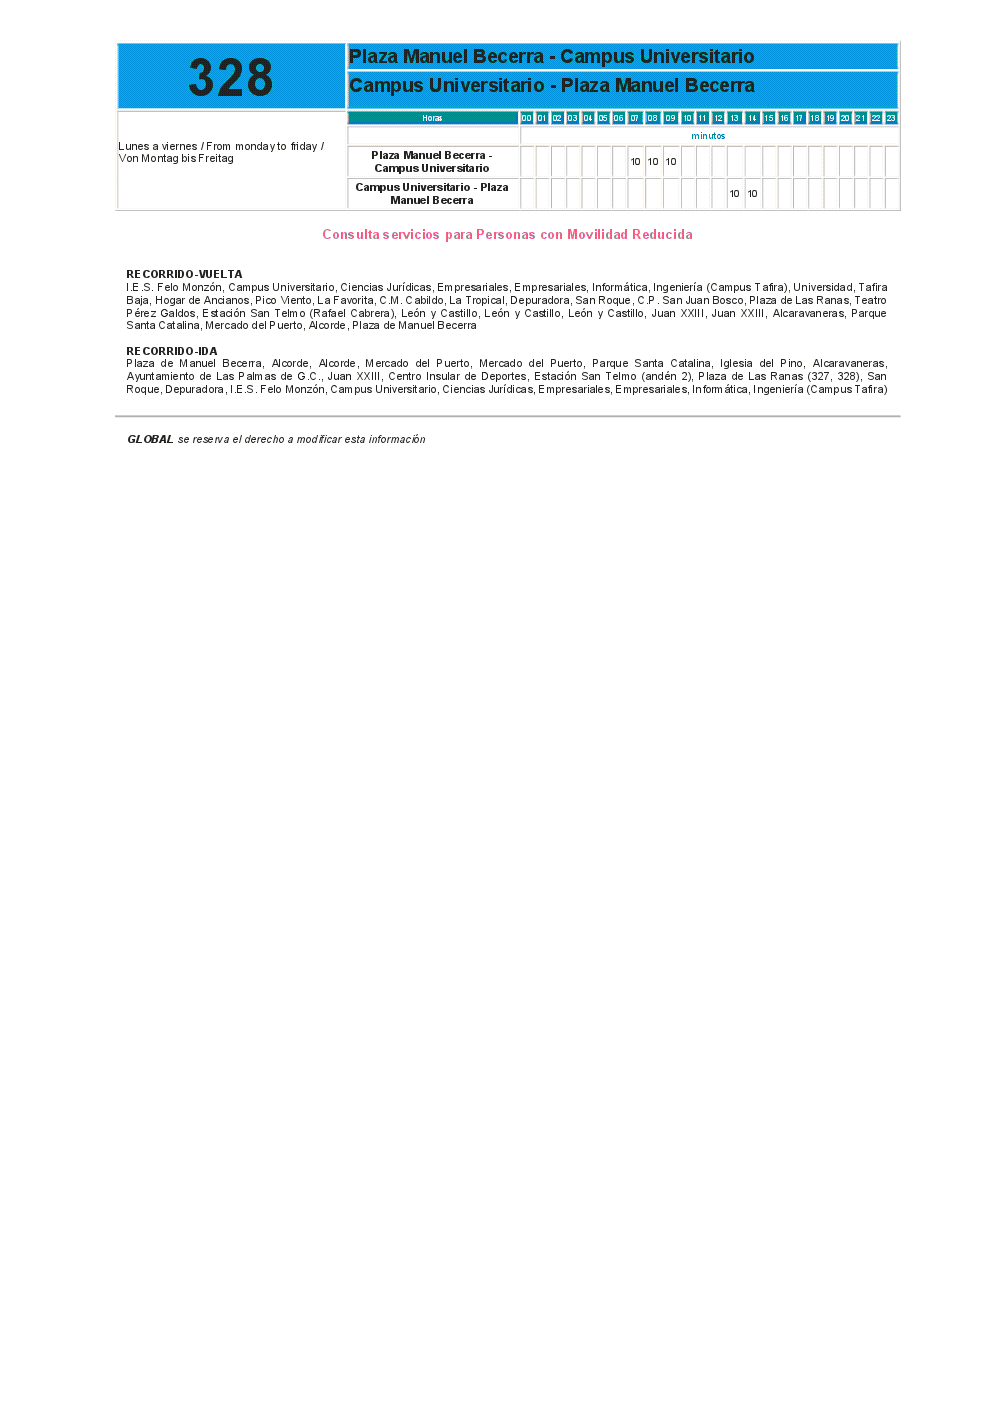 328
Plaza Manuel Becerra - Campus Universitario
Campus Universitario - Plaza Manuel Becerra
Horas 00 01 02 03 04 05 06 07 08 09 10 11 12 13 14 15 16 17 18 19 20 21 22 23
minutos
Lunes a viernes / From monday to friday /
Von Montag bis Freitag
Plaza Manuel Becerra -
Campus Universitario
10 10 10
Campus Universitario - Plaza
Manuel Becerra
10 10
Consulta servicios para Personas con Movilidad Reducida
RECORRIDO-VUELTA
I.E.S. Felo Monzón, Campus Universitario, Ciencias Jurídicas, Empresariales, Empresariales, Informática, Ingeniería (Campus Tafira), Universidad, Tafira
Baja, Hogar de Ancianos, Pico Viento, La Favorita, C.M. Cabildo, La Tropical, Depuradora, San Roque, C.P. San Juan Bosco, Plaza de Las Ranas, Teatro
Pérez Galdos, Estación San Telmo (Rafael Cabrera), León y Castillo, León y Castillo, León y Castillo, Juan XXIII, Juan XXIII, Alcaravaneras, Parque
Santa Catalina, Mercado del Puerto, Alcorde, Plaza de Manuel Becerra
RECORRIDO-IDA
Plaza de Manuel Becerra, Alcorde, Alcorde, Mercado del Puerto, Mercado del Puerto, Parque Santa Catalina, Iglesia del Pino, Alcaravaneras,
Ayuntamiento de Las Palmas de G.C., Juan XXIII, Centro Insular de Deportes, Estación San Telmo (andén 2), Plaza de Las Ranas (327, 328), San
Roque, Depuradora, I.E.S. Felo Monzón, Campus Universitario, Ciencias Jurídicas, Empresariales, Empresariales, Informática, Ingeniería (Campus Tafira)
GLOBAL se reserva el derecho a modificar esta información